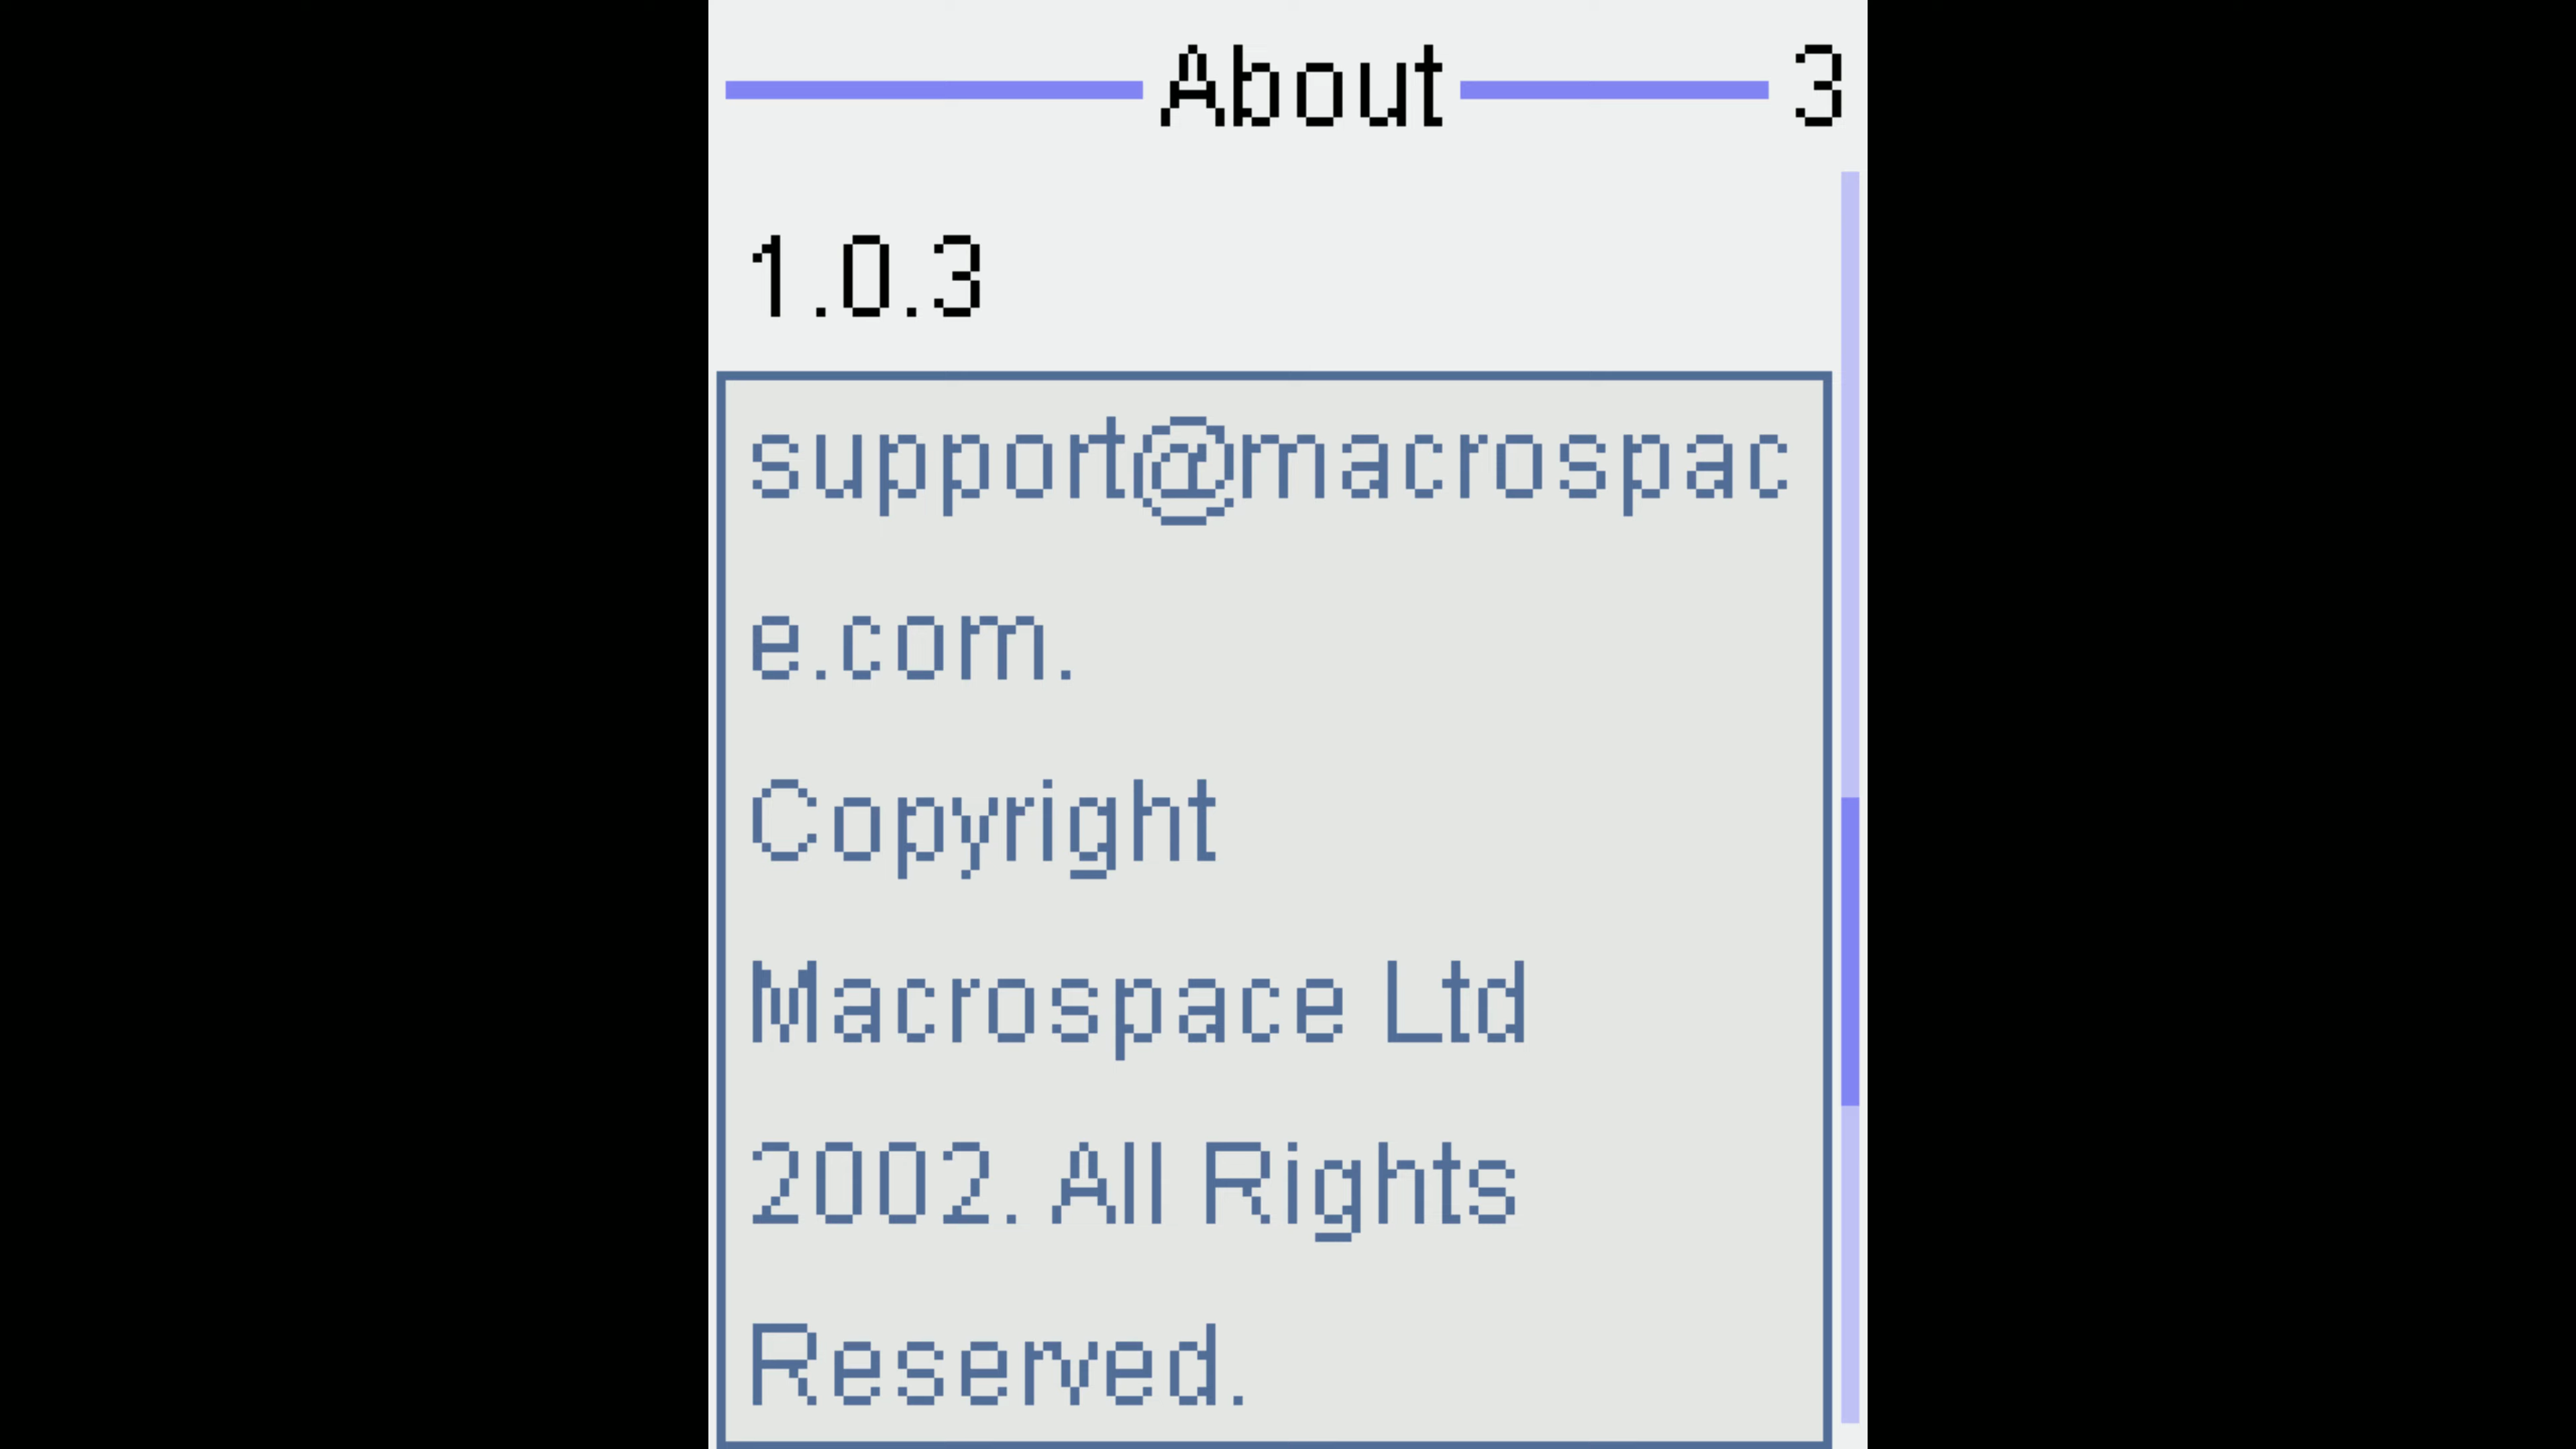 About 3
1.0.3
support@macrospac
e.com.
Copyright
Macrospace Ltd
2002. All Rights
Reserved.